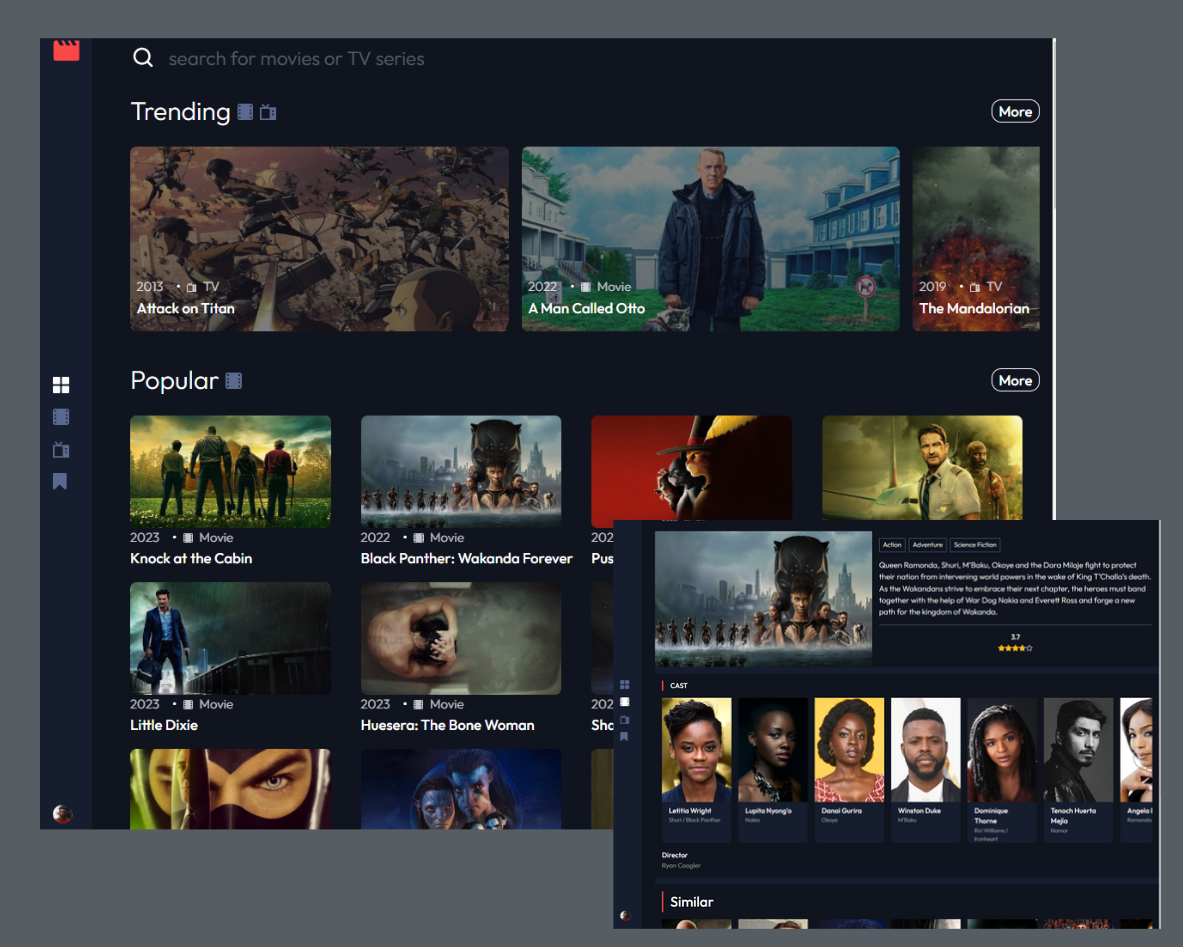 search for movies or TV series
Trending
More
2013 • TV
Attack on Titan
2022 • Movie
A Man Called Otto
2019 • TV
The Mandalorian
Popular
More
2023 • Movie
Knock at the Cabin
2022 • Movie
Black Panther: Wakanda Forever
202
Pus
2023 • Movie
Little Dixie
2023 • Movie
Huesera: The Bone Woman
202
Sha
Action
Adventure
Science Fiction
Queen Ramonda, Shuri, M'Baku, Okoye and the Dora Milaje fight to protect
their nation from intervening world powers in the wake of King T'Challa's death.
As the Wakandans strive to embrace their next chapter, the heroes must band
together with the help of War Dog Nakia and Everett Ross and forge a new
path for the kingdom of Wakanda.
3.7
CAST
Letitia Wright
Shuri / Black Panther
Lupita Nyong'o
Nakia
Danai Gurira
Okoye
Winston Duke
M'Baku
Dominique
Thorne
Riri Williams /
Ironheart
Tenoch Huerta
Mejía
Namor
Angela
Ramonda
Director
Ryan Coogler
Similar